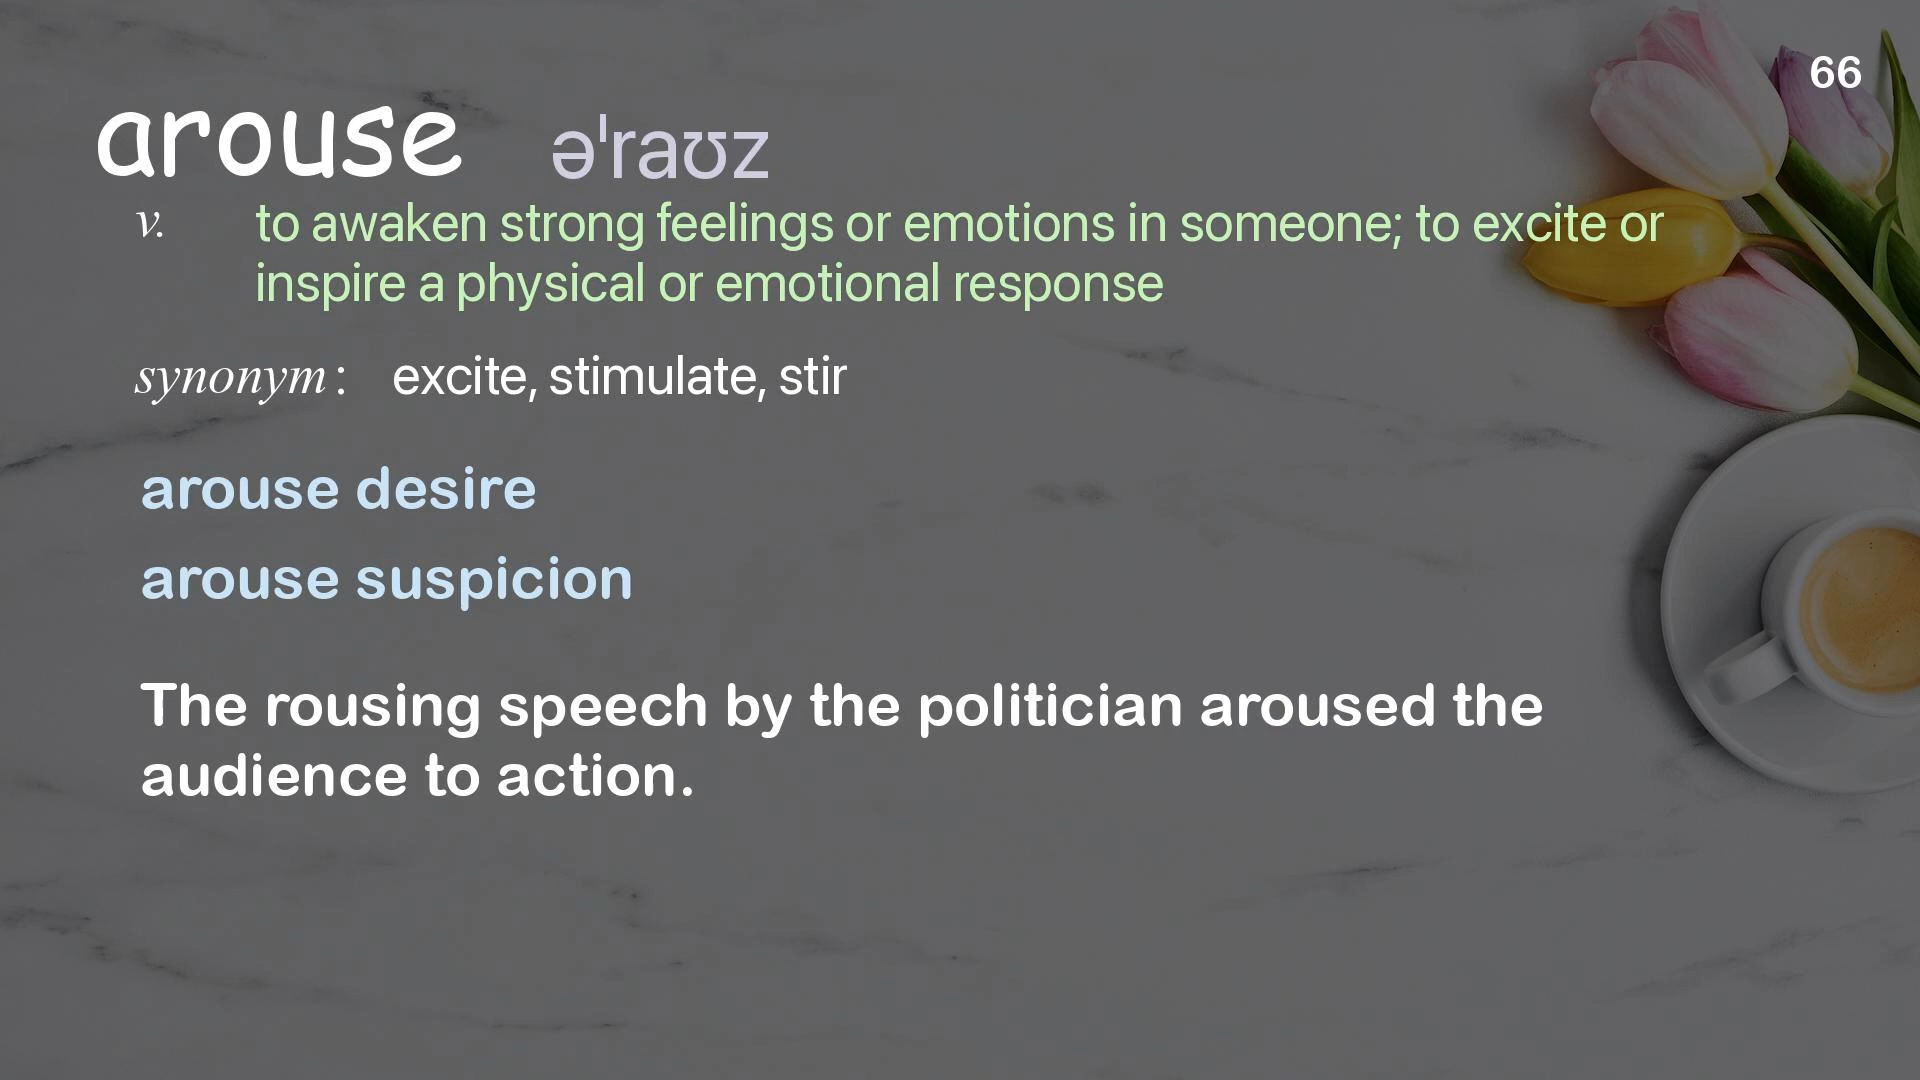 66
arouse əˈraʊz
v. to awaken strong feelings or emotions in someone; to excite or
inspire a physical or emotional response
synonym : excite, stimulate, stir
arouse desire
arouse suspicion
The rousing speech by the politician aroused the
audience to action.